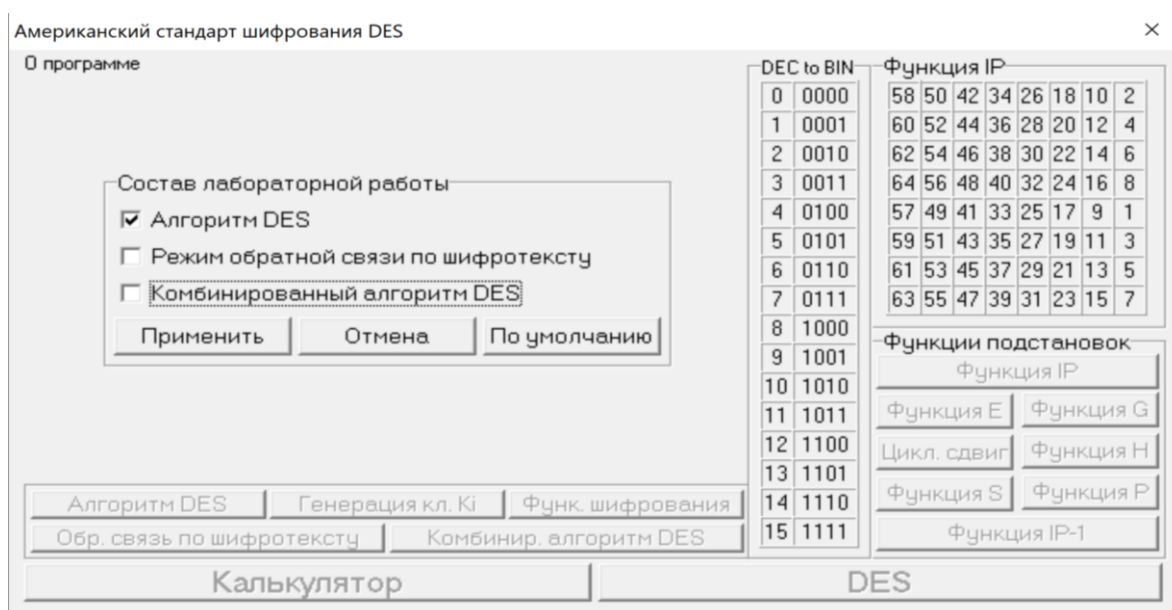 Американский стандарт шифрования DES
О программе
Состав лабораторной работы
Алгоритм DES
Режим обратной связи по шифротексту
Комбинированный алгоритм DES
Применить Отмена По умолчанию
Алгоритм DES Генерация кл. Ki Функ. шифрования
Обр. связь по шифротексту Комбинир. алгоритм DES
Калькулятор DES
DEC to BIN
0 0000
1 0001
2 0010
3 0011
4 0100
5 0101
6 0110
7 0111
8 1000
9 1001
10 1010
11 1011
12 1100
13 1101
14 1110
15 1111
Функция IP
58 50 42 34 26 18 10 2
60 52 44 36 28 20 12 4
62 54 46 38 30 22 14 6
64 56 48 40 32 24 16 8
57 49 41 33 25 17 9 1
59 51 43 35 27 19 11 3
61 53 45 37 29 21 13 5
63 55 47 39 31 23 15 7
Функции подстановок
Функция IP
Функция E Функция G
Цикл. сдвиг Функция H
Функция S Функция P
Функция IP-1